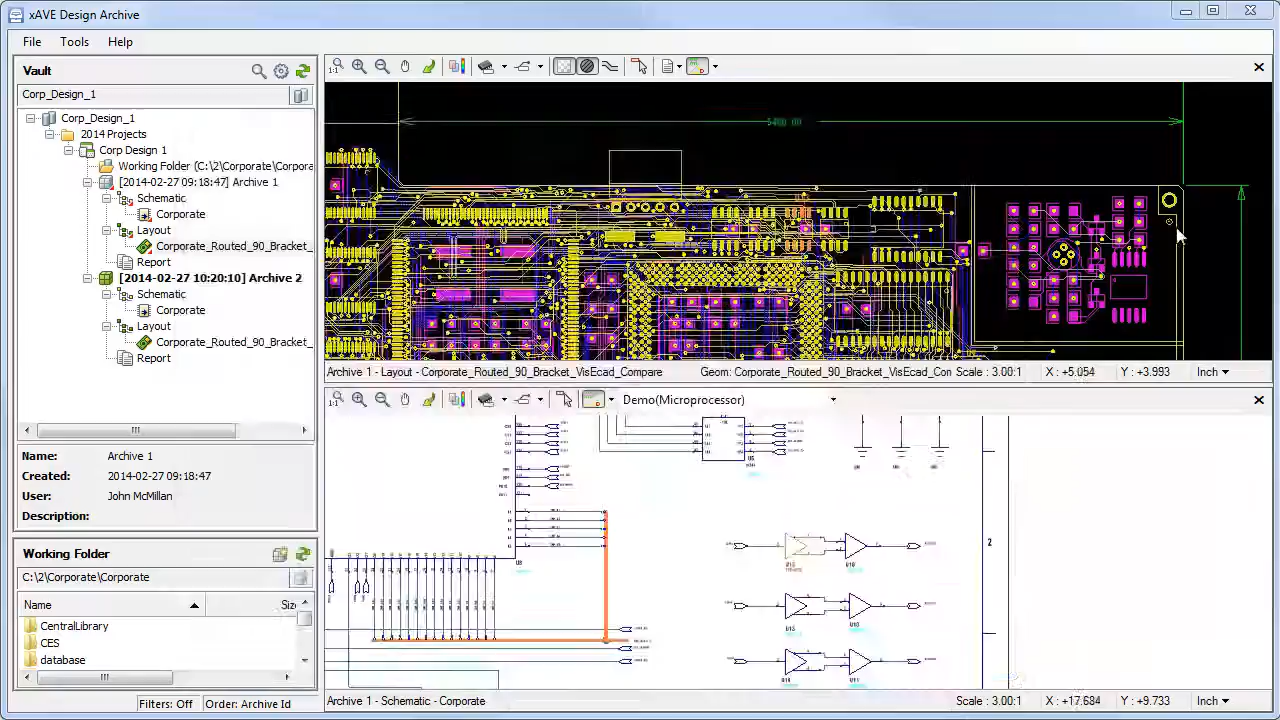 xAVE Design Archive
File Tools Help
Vault
Corp_Design_1
Corp_Design_1
2014 Projects
Corp Design 1
Working Folder (C:\2\Corporate\Corpora
[2014-02-27 09:18:47] Archive 1
Schematic
Corporate
Layout
Corporate_Routed_90_Bracket_
Report
[2014-02-27 10:20:10] Archive 2
Schematic
Corporate
Layout
Corporate_Routed_90_Bracket_
Report
Name: Archive 1
Created: 2014-02-27 09:18:47
User: John McMillan
Description:
Working Folder
C:\2\Corporate\Corporate
Name Siz
CentralLibrary
CES
database
Filters: Off Order: Archive Id
1:1
Archive 1 - Layout - Corporate_Routed_90_Bracket_VisEcad_Compare Geom: Corporate_Routed_90_Bracket_VisEcad_Con Scale : 3.00:1 X : +5.054 Y : +3.993 Inch
1:1
Demo(Microprocessor)
2
Archive 1 - Schematic - Corporate Scale : 3.00:1 X : +17.684 Y : +9.733 Inch